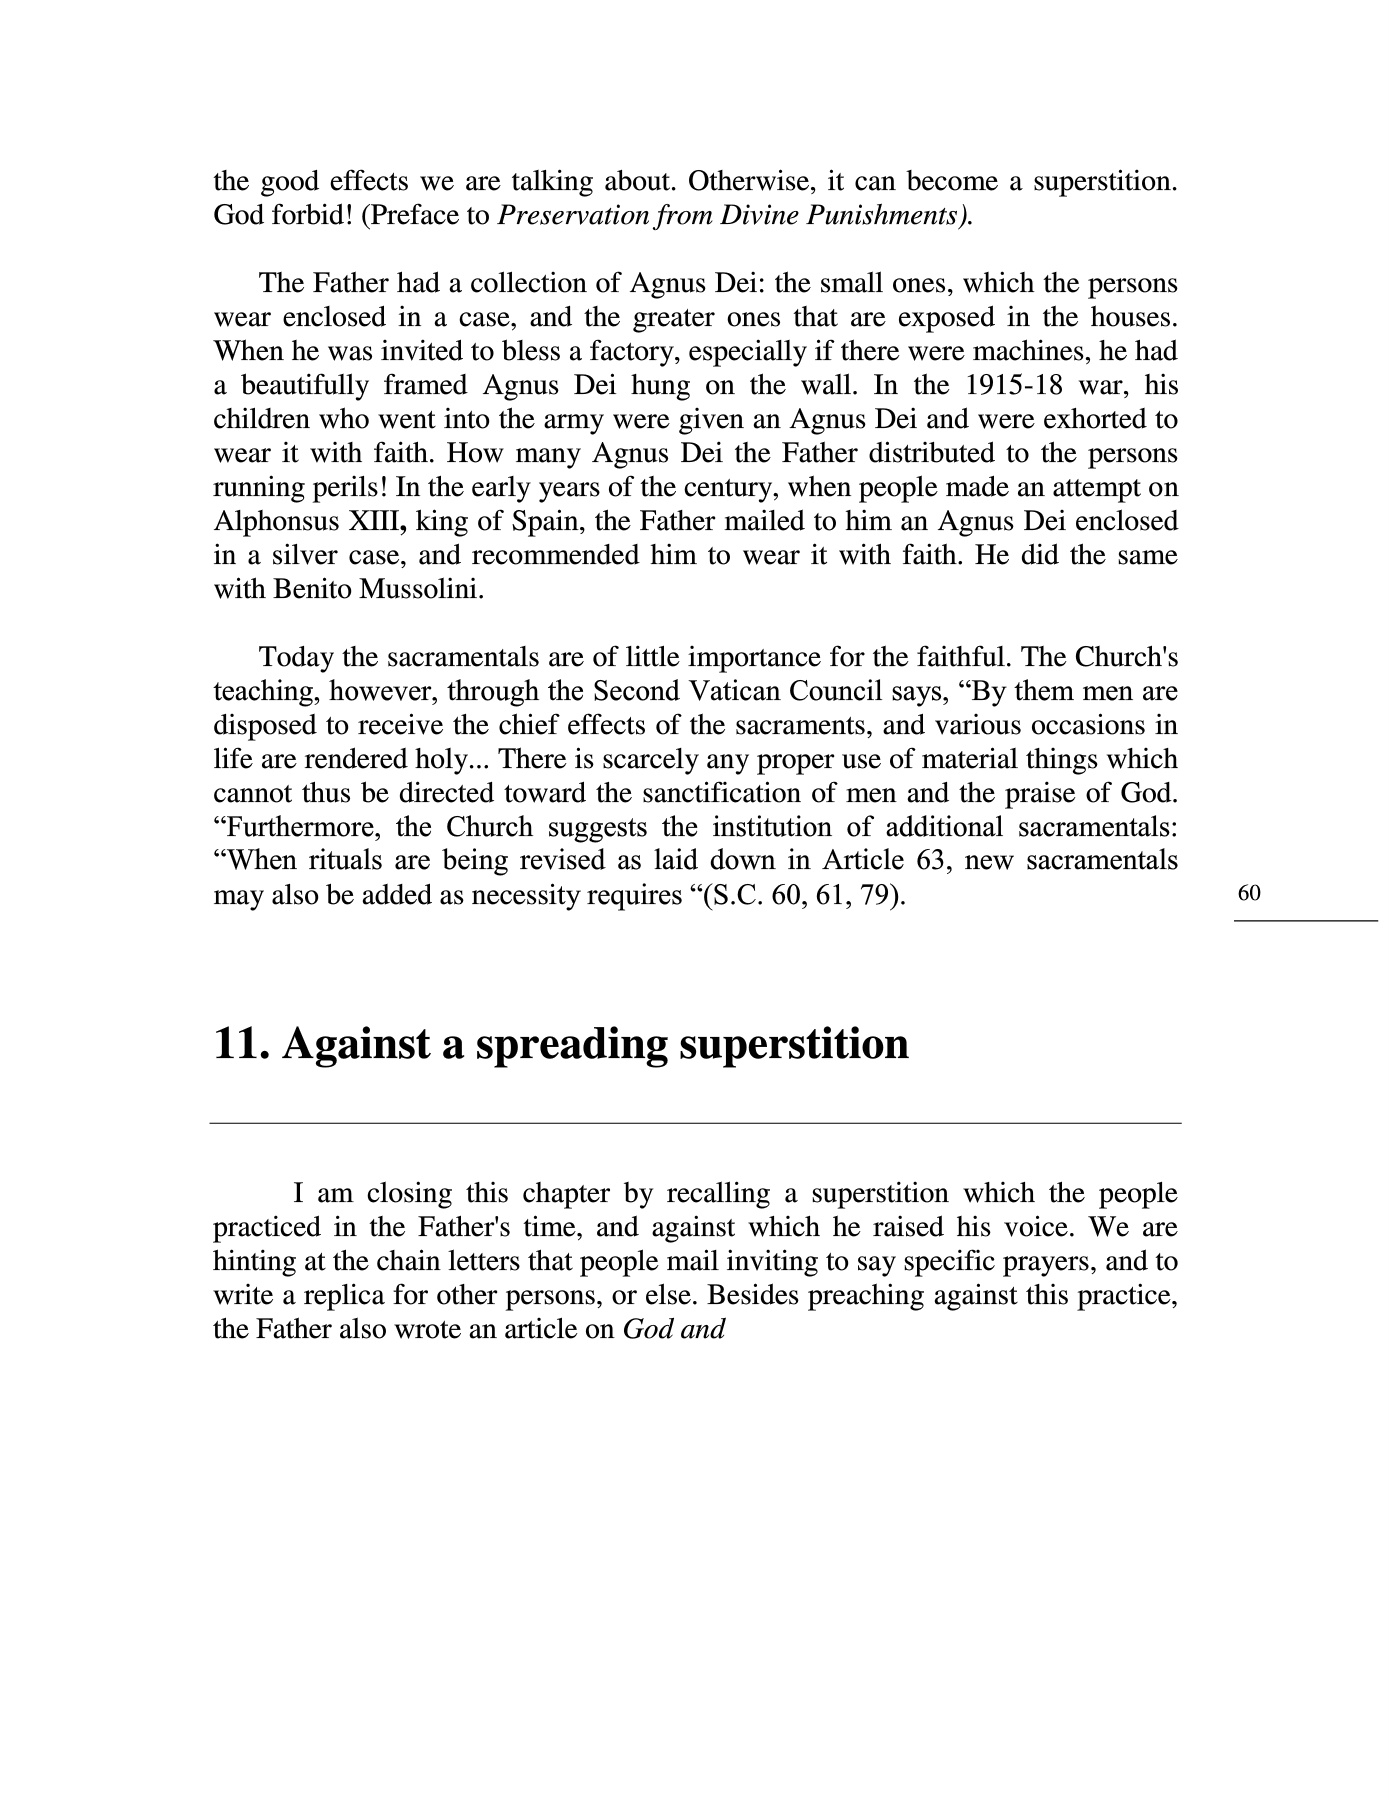 the good effects we are talking about. Otherwise, it can become a superstition.
God forbid! (Preface to Preservation from Divine Punishments).
The Father had a collection of Agnus Dei: the small ones, which the persons
wear enclosed in a case, and the greater ones that are exposed in the houses.
When he was invited to bless a factory, especially if there were machines, he had
a beautifully framed Agnus Dei hung on the wall. In the 1915-18 war, his
children who went into the army were given an Agnus Dei and were exhorted to
wear it with faith. How many Agnus Dei the Father distributed to the persons
running perils! In the early years of the century, when people made an attempt on
Alphonsus XIII, king of Spain, the Father mailed to him an Agnus Dei enclosed
in a silver case, and recommended him to wear it with faith. He did the same
with Benito Mussolini.
Today the sacramentals are of little importance for the faithful. The Church's
teaching, however, through the Second Vatican Council says, “By them men are
disposed to receive the chief effects of the sacraments, and various occasions in
life are rendered holy... There is scarcely any proper use of material things which
cannot thus be directed toward the sanctification of men and the praise of God.
“Furthermore, the Church suggests the institution of additional sacramentals:
“When rituals are being revised as laid down in Article 63, new sacramentals
may also be added as necessity requires “(S.C. 60, 61, 79).
60
11. Against a spreading superstition
I am closing this chapter by recalling a superstition which the people
practiced in the Father's time, and against which he raised his voice. We are
hinting at the chain letters that people mail inviting to say specific prayers, and to
write a replica for other persons, or else. Besides preaching against this practice,
the Father also wrote an article on God and